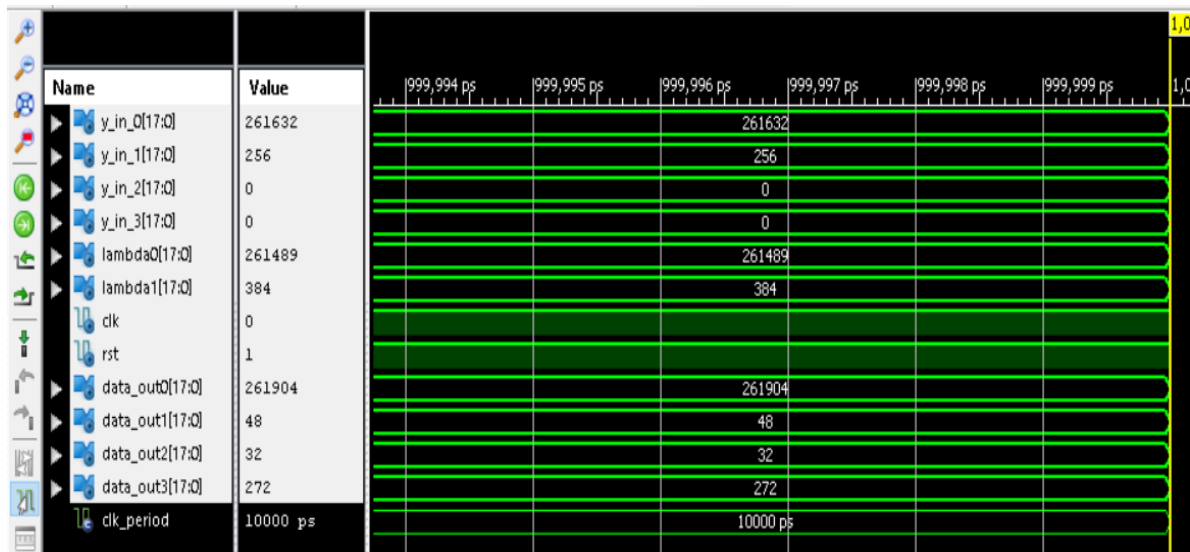 1,0
Name Value 999,994 ps 999,995 ps 999,996 ps 999,997 ps 999,998 ps 999,999 ps 1,0
y_in_0[17:0] 261632 261632
y_in_1[17:0] 256 256
y_in_2[17:0] 0 0
y_in_3[17:0] 0 0
lambda0[17:0] 261489 261489
lambda1[17:0] 384 384
clk 0
rst 1
data_out0[17:0] 261904 261904
data_out1[17:0] 48 48
data_out2[17:0] 32 32
data_out3[17:0] 272 272
clk_period 10000 ps 10000 ps